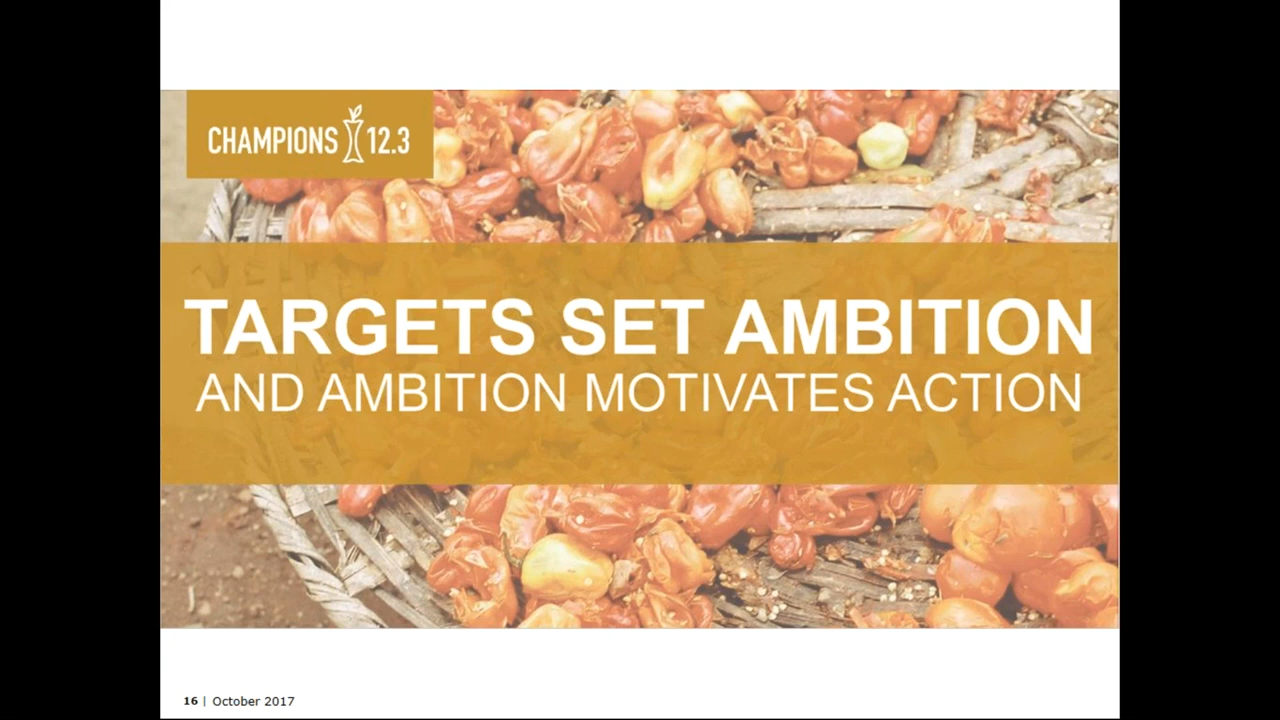 CHAMPIONS 12.3
TARGETS SET AMBITION
AND AMBITION MOTIVATES ACTION
16 | October 2017